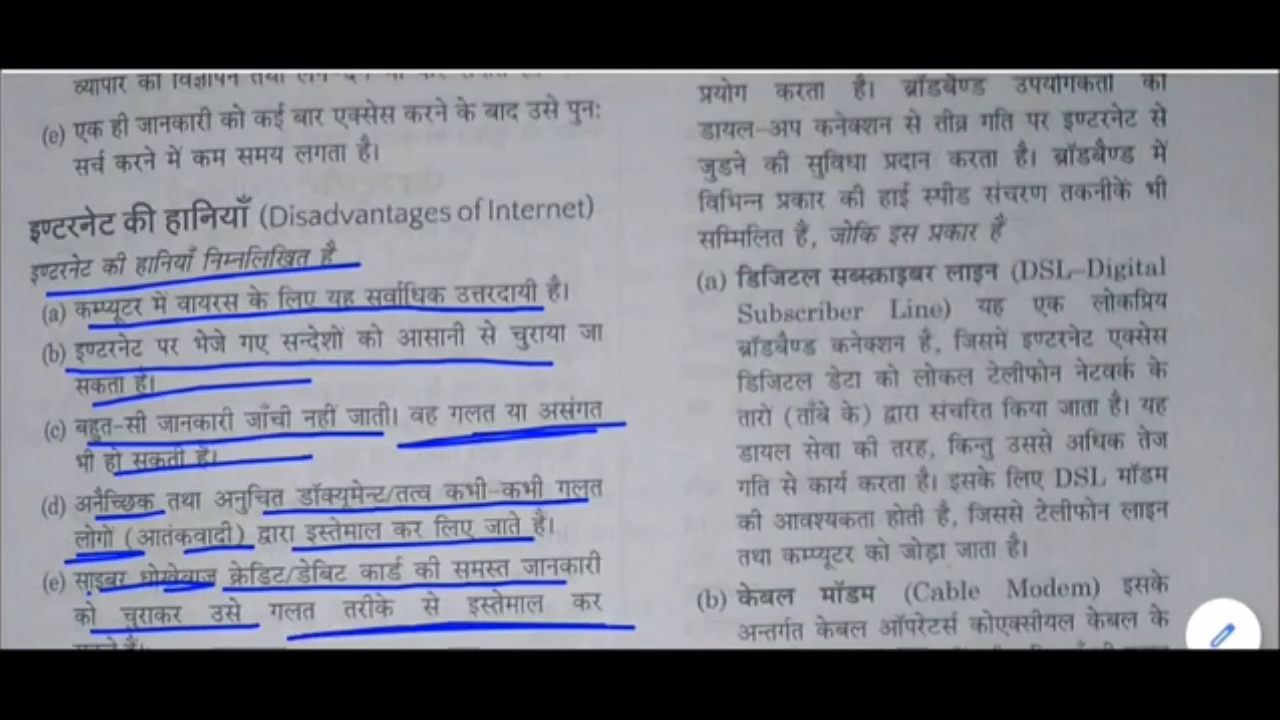 व्यापार का विज्ञापन तथा
(e) एक ही जानकारी को कई बार एक्सेस करने के बाद उसे पुनः
सर्च करने में कम समय लगता है।
इण्टरनेट की हानियाँ (Disadvantages of Internet)
इण्टरनेट की हानियाँ निम्नलिखित है
(a) कम्प्यूटर में वायरस के लिए यह सर्वाधिक उत्तरदायी है।
(b) इण्टरनेट पर भेजे गए सन्देशों को आसानी से चुराया जा
सकता है।
(c) बहुत-सी जानकारी जाँची नहीं जाती। वह गलत या असंगत
भी हो सकती है।
(d) अनैच्छिक तथा अनुचित डॉक्यूमेन्ट/तत्व कभी-कभी गलत
लोगों (आतंकवादी) द्वारा इस्तेमाल कर लिए जाते हैं।
(e) साइबर धोखेबाज क्रेडिट/डेबिट कार्ड की समस्त जानकारी
को चुराकर उसे गलत तरीके से इस्तेमाल कर
सकते हैं।
प्रयोग करता है। ब्रॉडबैण्ड उपयोगकर्ता को
डायल-अप कनेक्शन से तीव्र गति पर इण्टरनेट से
जुडने की सुविधा प्रदान करता है। ब्रॉडबैण्ड में
विभिन्न प्रकार की हाई स्पीड संचरण तकनीकें भी
सम्मिलित हैं, जोकि इस प्रकार हैं
(a) डिजिटल सब्स्क्राइबर लाइन (DSL-Digital
Subscriber Line) यह एक लोकप्रिय
ब्रॉडबैण्ड कनेक्शन है, जिसमें इण्टरनेट एक्सेस
डिजिटल डेटा को लोकल टेलीफोन नेटवर्क के
तारों (ताँबे के) द्वारा संचरित किया जाता है। यह
डायल सेवा की तरह, किन्तु उससे अधिक तेज
गति से कार्य करता है। इसके लिए DSL मॉडम
की आवश्यकता होती है, जिससे टेलीफोन लाइन
तथा कम्प्यूटर को जोड़ा जाता है।
(b) केबल मॉडम (Cable Modem) इसके
अन्तर्गत केबल ऑपरेटर्स कोएक्सीयल केबल के